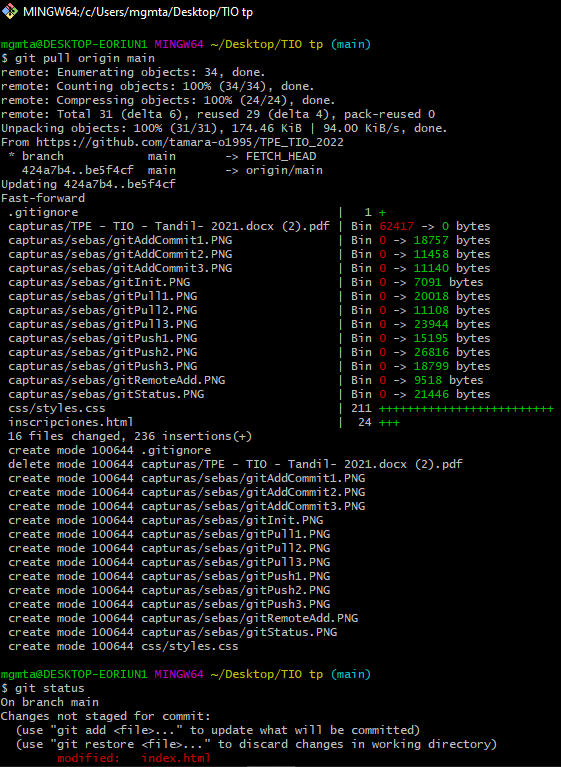 MINGW64:/c/Users/mgmta/Desktop/TIO tp
mgmta@DESKTOP-EORIUN1 MINGW64 ~/Desktop/TIO tp (main)
$ git pull origin main
remote: Enumerating objects: 34, done.
remote: Counting objects: 100% (34/34), done.
remote: Compressing objects: 100% (24/24), done.
remote: Total 31 (delta 6), reused 29 (delta 4), pack-reused 0
Unpacking objects: 100% (31/31), 174.46 KiB | 94.00 KiB/s, done.
From https://github.com/tamara-o1995/TPE_TIO_2022
 * branch            main       -> FETCH_HEAD
   424a7b4..be5f4cf  main       -> origin/main
Updating 424a7b4..be5f4cf
Fast-forward
 .gitignore                                     |   1 +
 capturas/TPE - TIO - Tandil- 2021.docx (2).pdf | Bin 62417 -> 0 bytes
 capturas/sebas/gitAddCommit1.PNG               | Bin 0 -> 18757 bytes
 capturas/sebas/gitAddCommit2.PNG               | Bin 0 -> 11458 bytes
 capturas/sebas/gitAddCommit3.PNG               | Bin 0 -> 11140 bytes
 capturas/sebas/gitInit.PNG                     | Bin 0 -> 7091 bytes
 capturas/sebas/gitPull1.PNG                    | Bin 0 -> 20018 bytes
 capturas/sebas/gitPull2.PNG                    | Bin 0 -> 11108 bytes
 capturas/sebas/gitPull3.PNG                    | Bin 0 -> 23944 bytes
 capturas/sebas/gitPush1.PNG                    | Bin 0 -> 15195 bytes
 capturas/sebas/gitPush2.PNG                    | Bin 0 -> 26816 bytes
 capturas/sebas/gitPush3.PNG                    | Bin 0 -> 18799 bytes
 capturas/sebas/gitRemoteAdd.PNG                | Bin 0 -> 9518 bytes
 capturas/sebas/gitStatus.PNG                   | Bin 0 -> 21446 bytes
 css/styles.css                                 | 211 +++++++++++++++++++++++++
 inscripciones.html                             |  24 +++
 16 files changed, 236 insertions(+)
 create mode 100644 .gitignore
 delete mode 100644 capturas/TPE - TIO - Tandil- 2021.docx (2).pdf
 create mode 100644 capturas/sebas/gitAddCommit1.PNG
 create mode 100644 capturas/sebas/gitAddCommit2.PNG
 create mode 100644 capturas/sebas/gitAddCommit3.PNG
 create mode 100644 capturas/sebas/gitInit.PNG
 create mode 100644 capturas/sebas/gitPull1.PNG
 create mode 100644 capturas/sebas/gitPull2.PNG
 create mode 100644 capturas/sebas/gitPull3.PNG
 create mode 100644 capturas/sebas/gitPush1.PNG
 create mode 100644 capturas/sebas/gitPush2.PNG
 create mode 100644 capturas/sebas/gitPush3.PNG
 create mode 100644 capturas/sebas/gitRemoteAdd.PNG
 create mode 100644 capturas/sebas/gitStatus.PNG
 create mode 100644 css/styles.css
mgmta@DESKTOP-EORIUN1 MINGW64 ~/Desktop/TIO tp (main)
$ git status
On branch main
Changes not staged for commit:
  (use "git add <file>..." to update what will be committed)
  (use "git restore <file>..." to discard changes in working directory)
        modified:   index.html